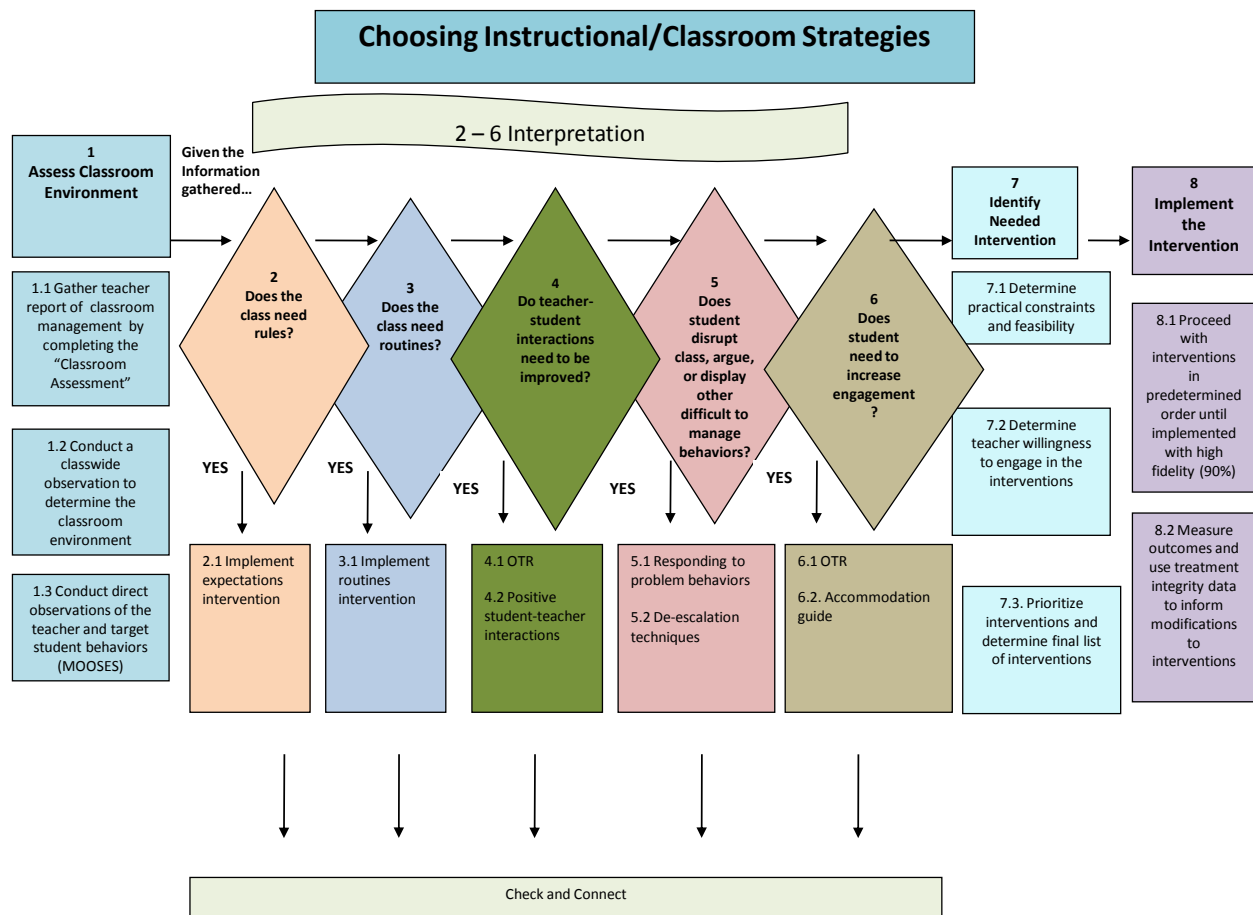 Choosing Instructional/Classroom Strategies
2 – 6 Interpretation
1
Assess Classroom
Environment
Given the
Information
gathered…
1.1 Gather teacher
report of classroom
management by
completing the
“Classroom
Assessment”
1.2 Conduct a
classwide
observation to
determine the
classroom
environment
1.3 Conduct direct
observations of the
teacher and target
student behaviors
(MOOSES)
2
Does the
class need
rules?
YES
2.1 Implement
expectations
intervention
3
Does the
class need
routines?
YES
3.1 Implement
routines
intervention
4
Do teacher-
student
interactions
need to be
improved?
YES
4.1 OTR
4.2 Positive
student-teacher
interactions
5
Does
student
disrupt
class, argue,
or display
other
difficult to
manage
behaviors?
YES
5.1 Responding to
problem behaviors
5.2 De-escalation
techniques
6
Does
student
need to
increase
engagement
?
YES
6.1 OTR
6.2. Accommodation
guide
7
Identify
Needed
Intervention
7.1 Determine
practical constraints
and feasibility
7.2 Determine
teacher willingness
to engage in the
interventions
7.3. Prioritize
interventions and
determine final list
of interventions
8
Implement
the
Intervention
8.1 Proceed
with
interventions
in
predetermined
order until
implemented
with high
fidelity (90%)
8.2 Measure
outcomes and
use treatment
integrity data
to inform
modifications
to
interventions
Check and Connect